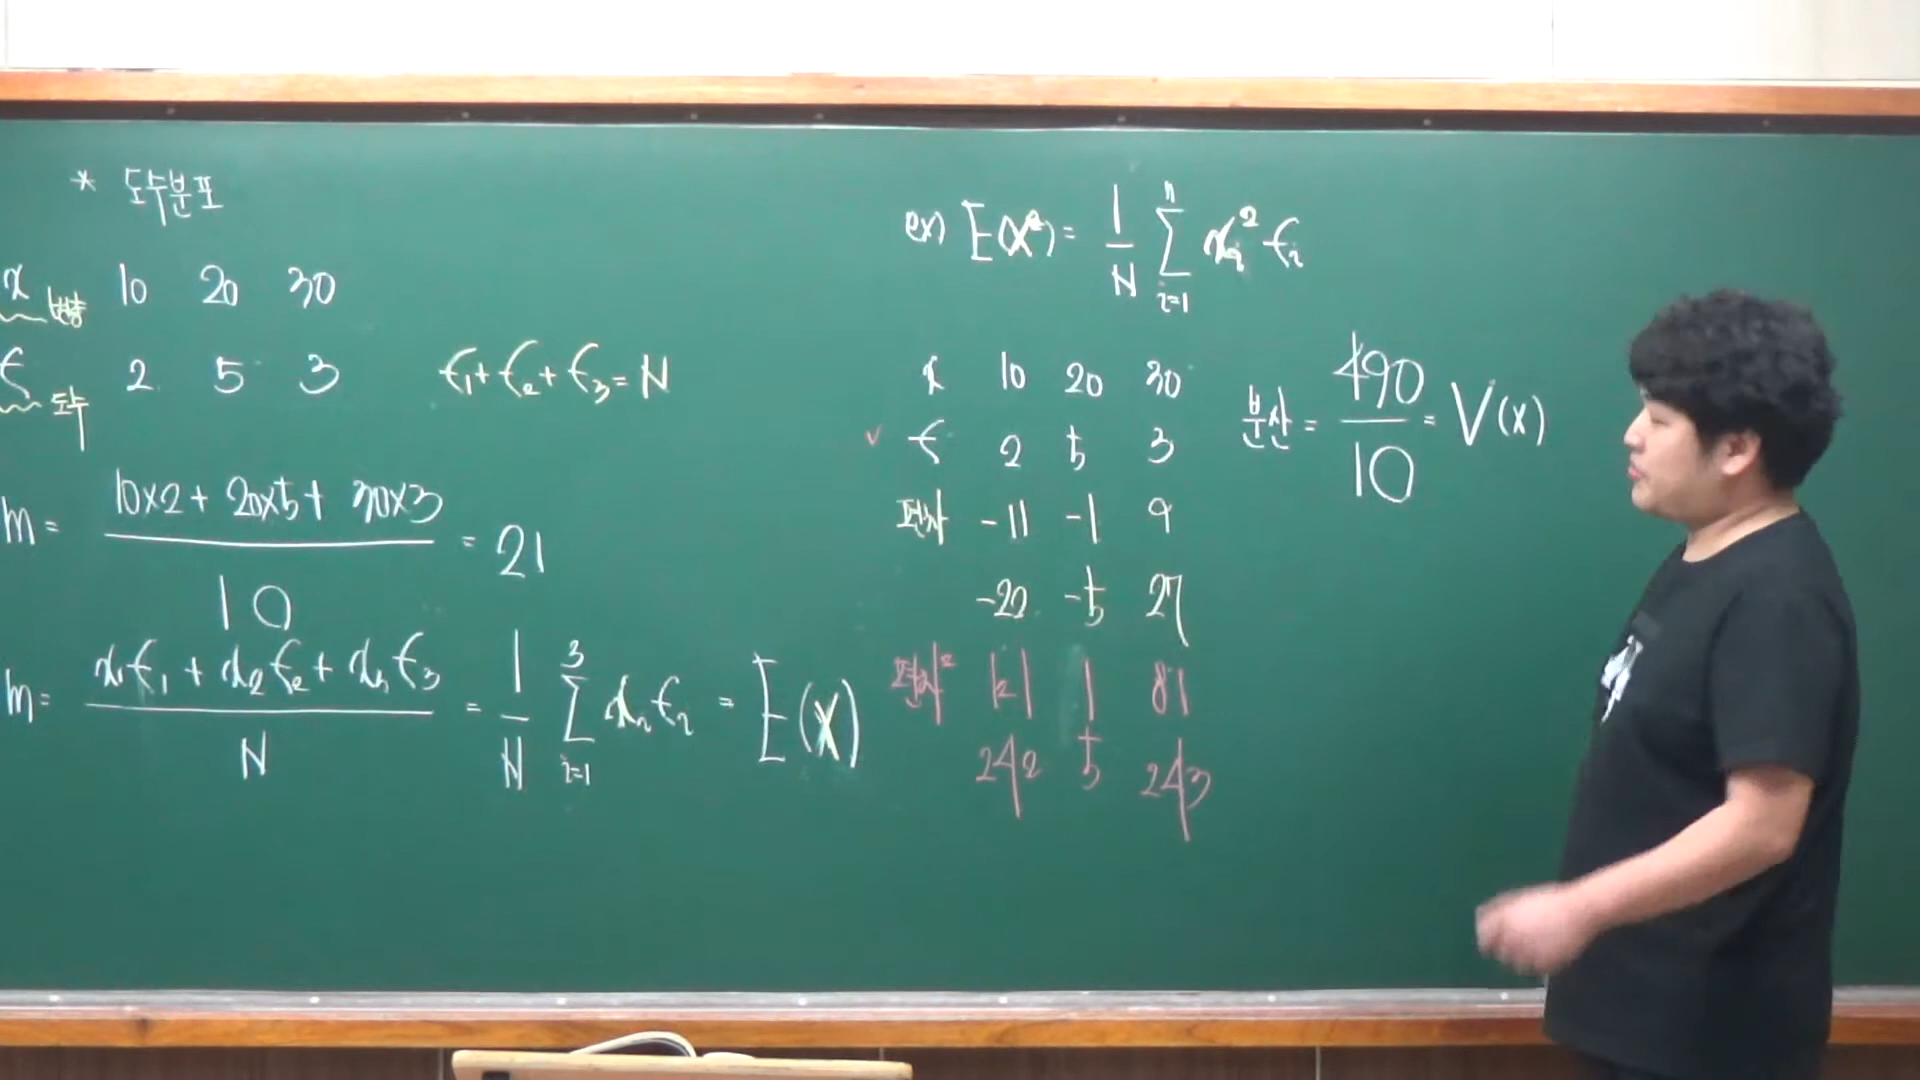 * 도수분포
x 변량 10 20 30
f 도수 2 5 3 f₁+f₂+f₃=N
m = (10×2 + 20×5 + 30×3)/10 = 21
m = (x₁f₁ + x₂f₂ + x₃f₃)/N = 1/N ∑_{i=1}^{3} xᵢfᵢ = E(X)
ex) E(X²) = 1/N ∑_{i=1}^{n} xᵢ² fᵢ
x 10 20 30
✓ f 2 5 3
편차 -11 -1 9
-22 -5 27
편차² 121 1 81
242 5 243
분산 = 490/10 = V(X)